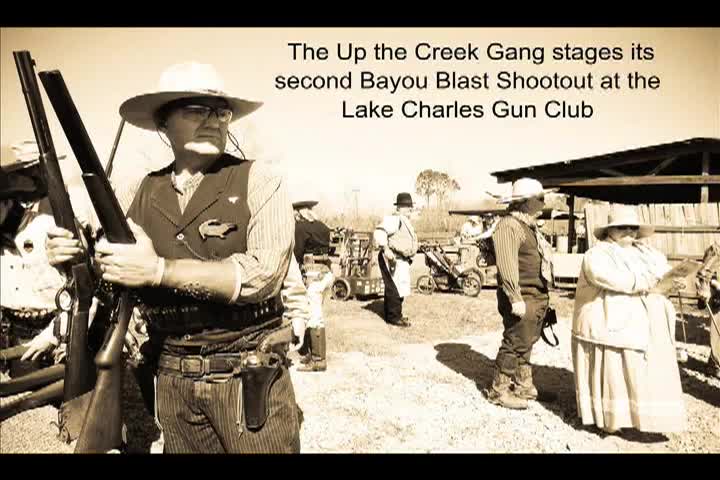 The Up the Creek Gang stages its
second Bayou Blast Shootout at the
Lake Charles Gun Club